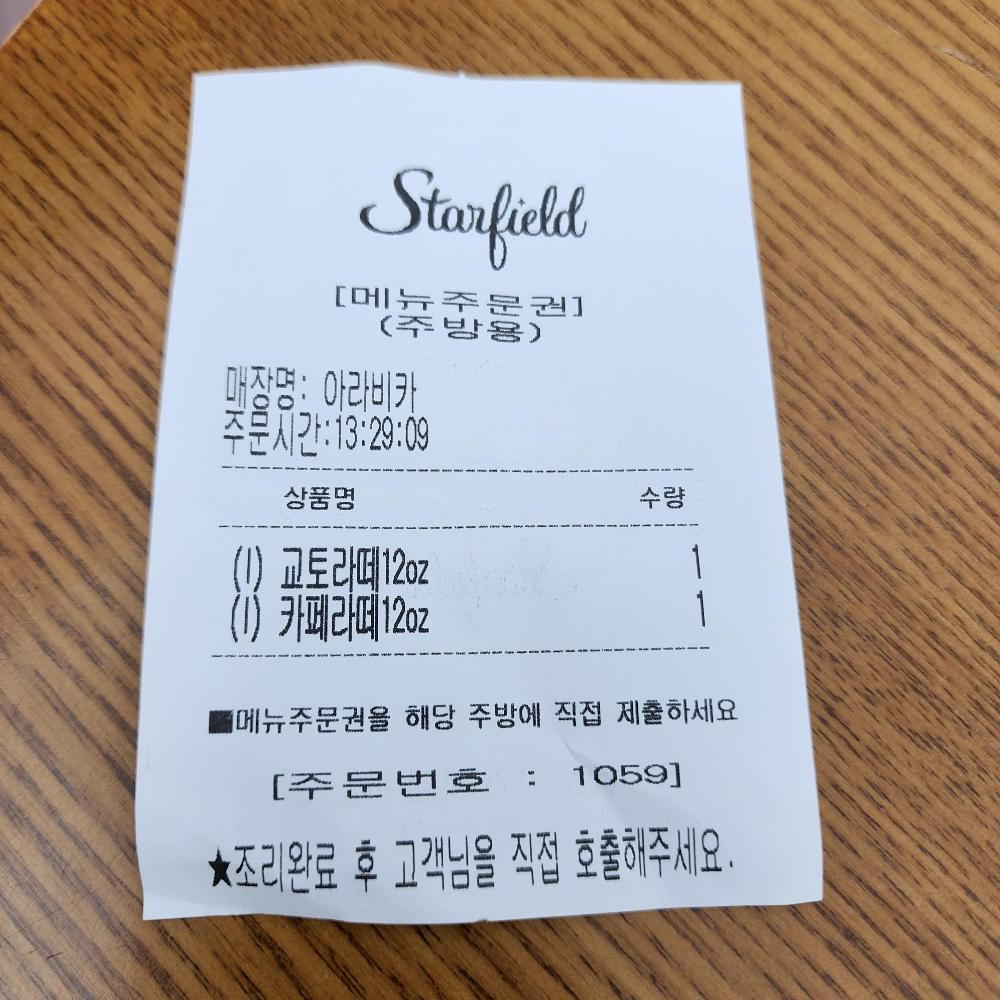 Starfield
[메뉴주문권]
(주방용)
매장명: 아라비카
주문시간:13:29:09
상품명 수량
(I) 교토라떼12oz 1
(I) 카페라떼12oz 1
■메뉴주문권을 해당 주방에 직접 제출하세요
[주문번호 : 1059]
★조리완료 후 고객님을 직접 호출해주세요.